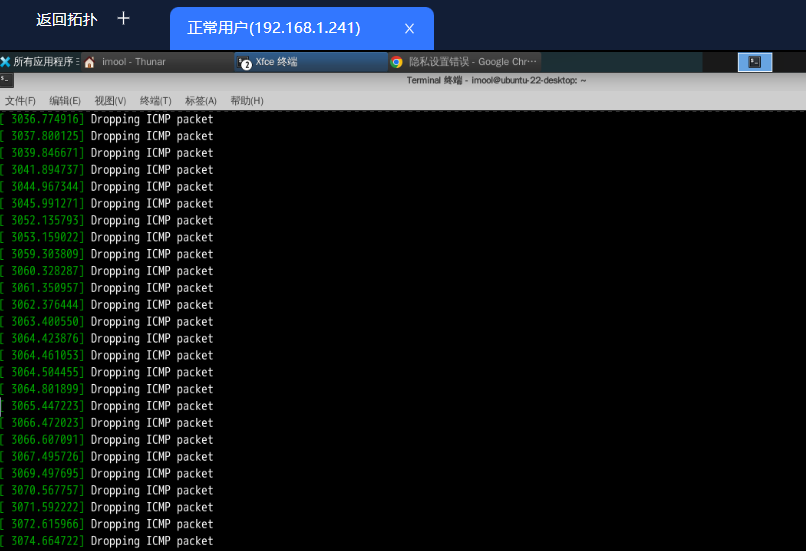 返回拓扑 +
正常用户(192.168.1.241) X
所有应用程序 imool - Thunar 2 Xfce 终端 隐私设置错误 - Google Chr···
Terminal 终端 - imool@ubuntu-22-desktop: ~
文件(F) 编辑(E) 视图(V) 终端(T) 标签(A) 帮助(H)
[ 3036.774916] Dropping ICMP packet
[ 3037.800125] Dropping ICMP packet
[ 3039.846671] Dropping ICMP packet
[ 3041.894737] Dropping ICMP packet
[ 3044.967344] Dropping ICMP packet
[ 3045.991271] Dropping ICMP packet
[ 3052.135793] Dropping ICMP packet
[ 3053.159022] Dropping ICMP packet
[ 3059.303809] Dropping ICMP packet
[ 3060.328287] Dropping ICMP packet
[ 3061.350957] Dropping ICMP packet
[ 3062.376444] Dropping ICMP packet
[ 3063.400550] Dropping ICMP packet
[ 3064.423876] Dropping ICMP packet
[ 3064.461053] Dropping ICMP packet
[ 3064.504455] Dropping ICMP packet
[ 3064.801899] Dropping ICMP packet
[ 3065.447223] Dropping ICMP packet
[ 3066.472023] Dropping ICMP packet
[ 3066.607091] Dropping ICMP packet
[ 3067.495726] Dropping ICMP packet
[ 3069.497695] Dropping ICMP packet
[ 3070.567757] Dropping ICMP packet
[ 3071.592222] Dropping ICMP packet
[ 3072.615966] Dropping ICMP packet
[ 3074.664722] Dropping ICMP packet